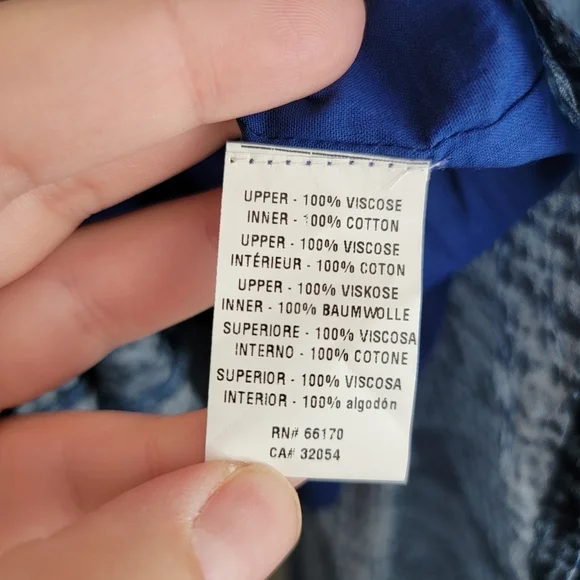 UPPER - 100% VISCOSE
INNER - 100% COTTON
UPPER - 100% VISCOSE
INTÉRIEUR - 100% COTON
UPPER - 100% VISKOSE
INNER - 100% BAUMWOLLE
SUPERIORE - 100% VISCOSA
INTERNO - 100% COTONE
SUPERIOR - 100% VISCOSA
INTERIOR - 100% algodón
RN# 66170
CA# 32054